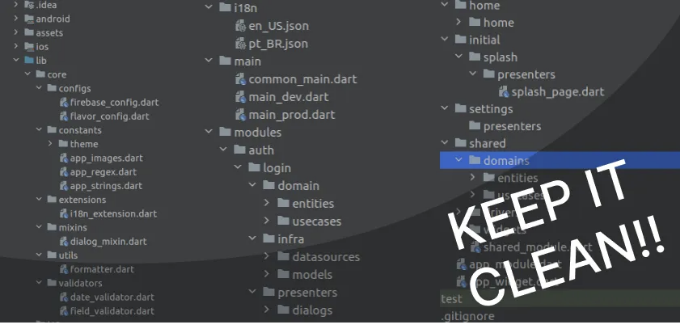 .idea
android
assets
ios
lib
core
configs
firebase_config.dart
flavor_config.dart
constants
theme
app_images.dart
app_regex.dart
app_strings.dart
extensions
i18n_extension.dart
mixins
dialog_mixin.dart
utils
formatter.dart
validators
date_validator.dart
field_validator.dart
i18n
en_US.json
pt_BR.json
main
common_main.dart
main_dev.dart
main_prod.dart
modules
auth
login
domain
entities
usecases
infra
datasources
models
presenters
dialogs
home
home
initial
splash
presenters
splash_page.dart
settings
presenters
shared
domains
entities
widgets
shared_module.dart
app_module.dart
app_widget.dart
test
.gitignore
KEEP IT
CLEAN!!